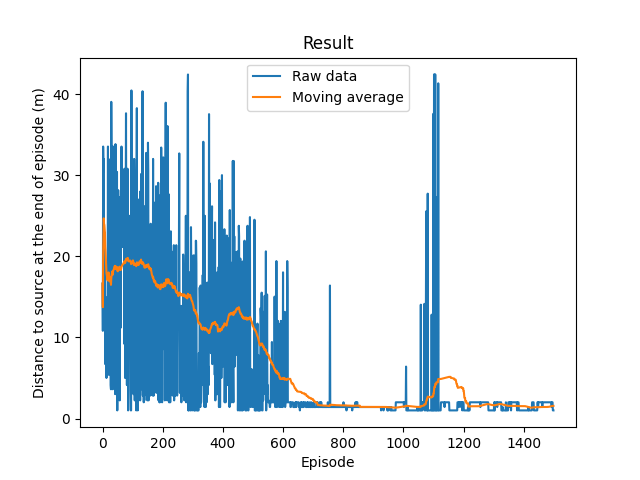 Result
Raw data
Moving average
Distance to source at the end of episode (m)
40
30
20
10
0
0 200 400 600 800 1000 1200 1400
Episode